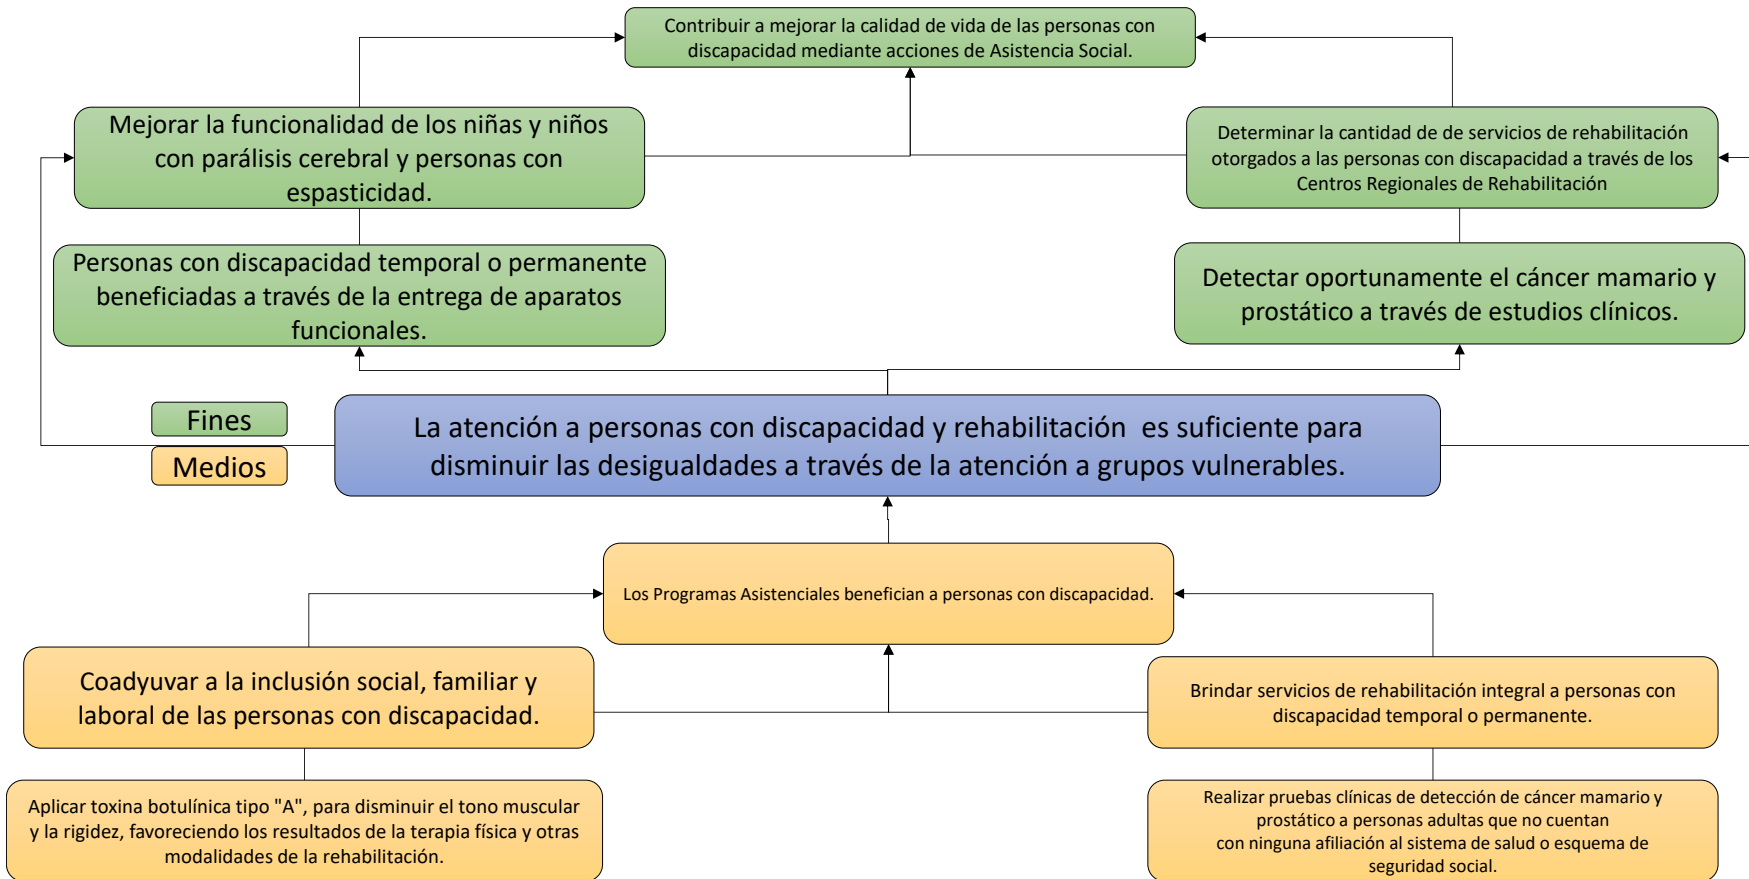 Contribuir a mejorar la calidad de vida de las personas con
discapacidad mediante acciones de Asistencia Social.
Mejorar la funcionalidad de los niñas y niños
con parálisis cerebral y personas con
espasticidad.
Determinar la cantidad de de servicios de rehabilitación
otorgados a las personas con discapacidad a través de los
Centros Regionales de Rehabilitación
Personas con discapacidad temporal o permanente
beneficiadas a través de la entrega de aparatos
funcionales.
Detectar oportunamente el cáncer mamario y
prostático a través de estudios clínicos.
Fines
Medios
La atención a personas con discapacidad y rehabilitación es suficiente para
disminuir las desigualdades a través de la atención a grupos vulnerables.
Los Programas Asistenciales benefician a personas con discapacidad.
Coadyuvar a la inclusión social, familiar y
laboral de las personas con discapacidad.
Brindar servicios de rehabilitación integral a personas con
discapacidad temporal o permanente.
Aplicar toxina botulínica tipo "A", para disminuir el tono muscular
y la rigidez, favoreciendo los resultados de la terapia física y otras
modalidades de la rehabilitación.
Realizar pruebas clínicas de detección de cáncer mamario y
prostático a personas adultas que no cuentan
con ninguna afiliación al sistema de salud o esquema de
seguridad social.